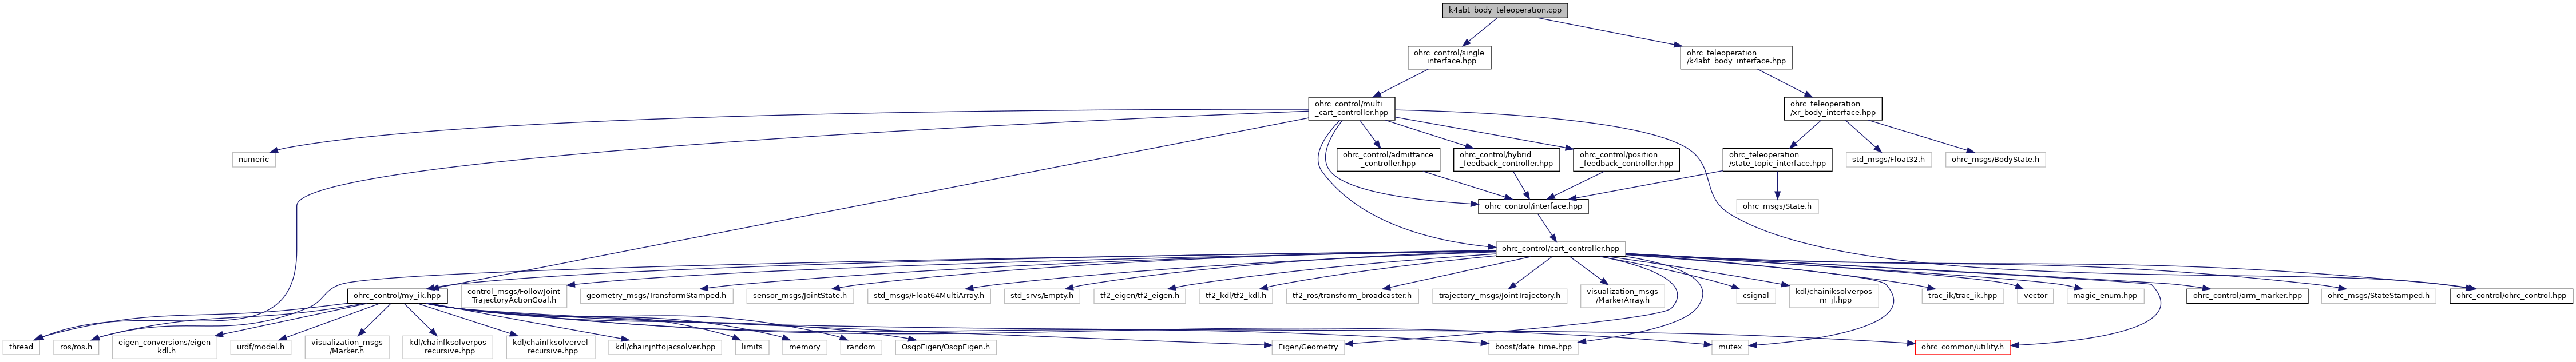 k4abt_body_teleoperation.cpp
ohrc_control/single
_interface.hpp
ohrc_teleoperation
/k4abt_body_interface.hpp
ohrc_control/multi
_cart_controller.hpp
ohrc_teleoperation
/xr_body_interface.hpp
numeric
ohrc_control/admittance
_controller.hpp
ohrc_control/hybrid
_feedback_controller.hpp
ohrc_control/position
_feedback_controller.hpp
ohrc_teleoperation
/state_topic_interface.hpp
std_msgs/Float32.h
ohrc_msgs/BodyState.h
ohrc_control/interface.hpp
ohrc_msgs/State.h
ohrc_control/cart_controller.hpp
ohrc_control/my_ik.hpp
control_msgs/FollowJoint
TrajectoryActionGoal.h
geometry_msgs/TransformStamped.h
sensor_msgs/JointState.h
std_msgs/Float64MultiArray.h
std_srvs/Empty.h
tf2_eigen/tf2_eigen.h
tf2_kdl/tf2_kdl.h
tf2_ros/transform_broadcaster.h
trajectory_msgs/JointTrajectory.h
visualization_msgs
/MarkerArray.h
csignal
kdl/chainiksolverpos
_nr_jl.hpp
trac_ik/trac_ik.hpp
vector
magic_enum.hpp
ohrc_control/arm_marker.hpp
ohrc_msgs/StateStamped.h
ohrc_control/ohrc_control.hpp
thread
ros/ros.h
eigen_conversions/eigen
_kdl.h
urdf/model.h
visualization_msgs
/Marker.h
kdl/chainfksolverpos
_recursive.hpp
kdl/chainfksolvervel
_recursive.hpp
kdl/chainjnttojacsolver.hpp
limits
memory
random
OsqpEigen/OsqpEigen.h
Eigen/Geometry
boost/date_time.hpp
mutex
ohrc_common/utility.h